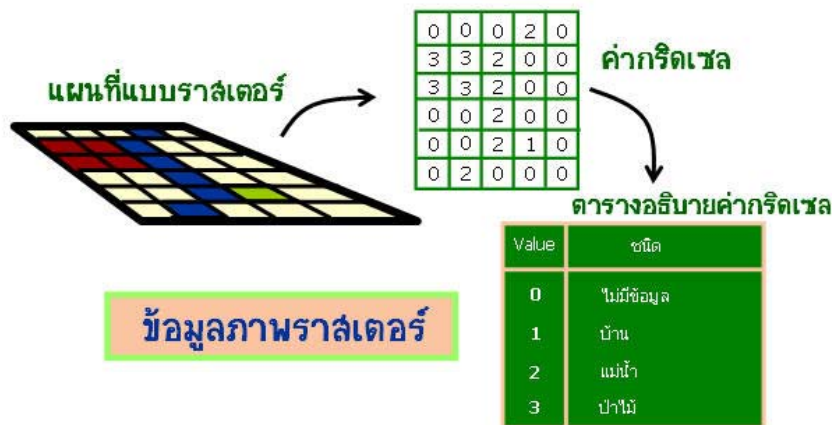 แผนที่แบบราสเตอร์
0 0 0 2 0
3 3 2 0 0
3 3 2 0 0
0 0 2 0 0
0 0 2 1 0
0 2 0 0 0
ค่ากริดเซล
ตารางอธิบายค่ากริดเซล
Value ชนิด
0 ไม่มีข้อมูล
1 บ้าน
2 แม่น้ำ
3 ป่าไม้
ข้อมูลภาพราสเตอร์